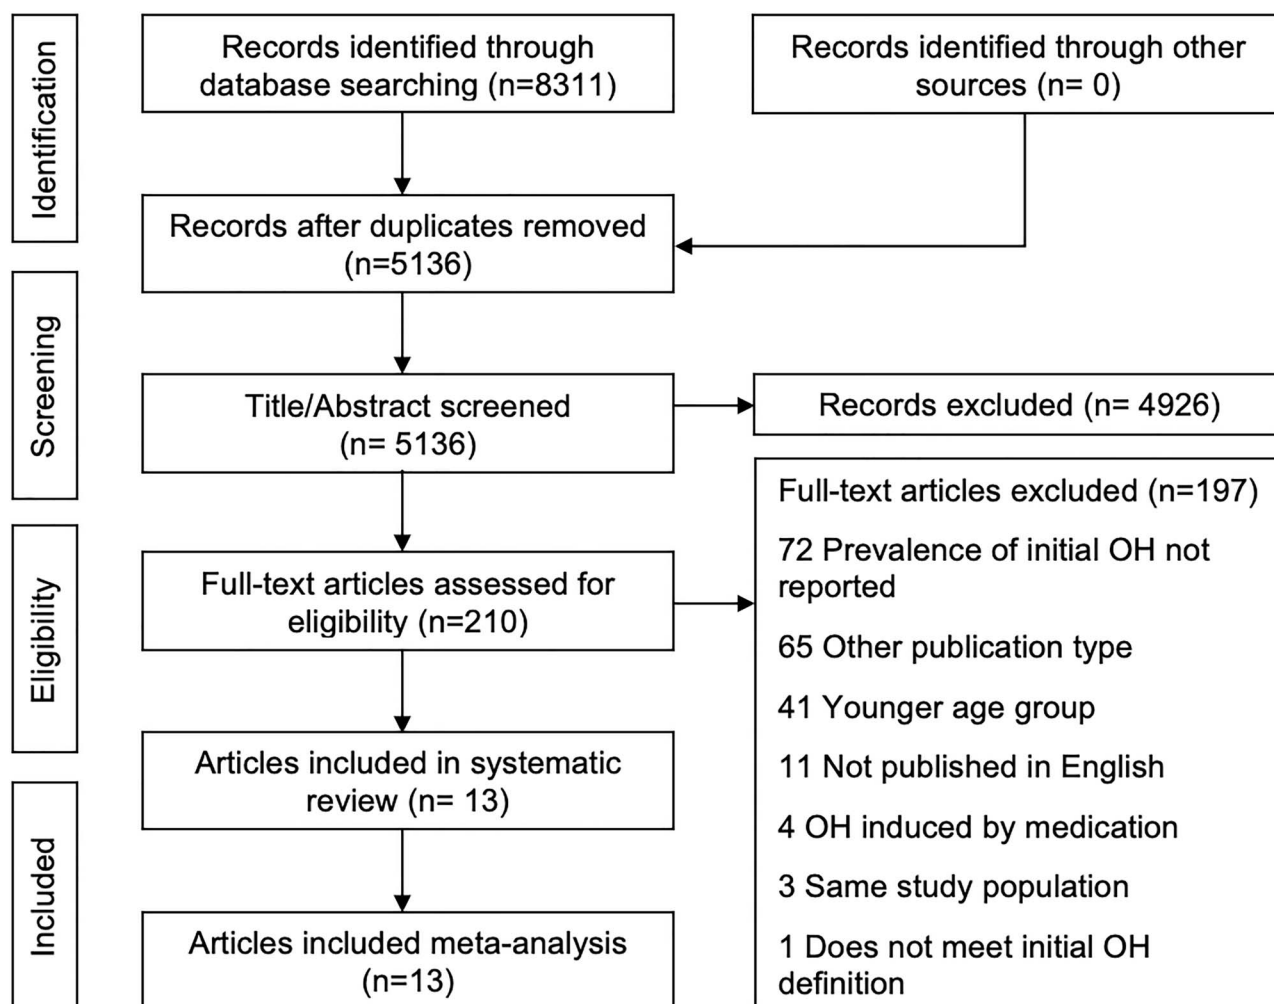 Identification
Records identified through
database searching (n=8311)
Records identified through other
sources (n= 0)
Records after duplicates removed
(n=5136)
Screening
Title/Abstract screened
(n= 5136)
Records excluded (n= 4926)
Eligibility
Full-text articles assessed for
eligibility (n=210)
Full-text articles excluded (n=197)
72 Prevalence of initial OH not
reported
65 Other publication type
41 Younger age group
11 Not published in English
4 OH induced by medication
3 Same study population
1 Does not meet initial OH
definition
Articles included in systematic
review (n= 13)
Included
Articles included meta-analysis
(n=13)